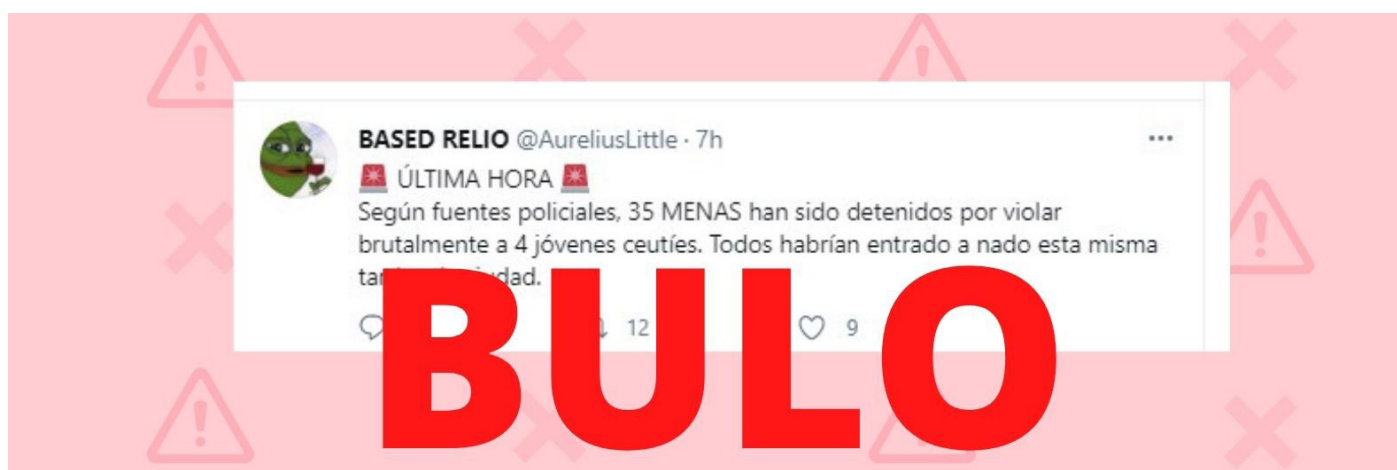 BASED RELIO @AureliusLittle · 7h
🚨 ÚLTIMA HORA 🚨
Según fuentes policiales, 35 MENAS han sido detenidos por violar
brutalmente a 4 jóvenes ceutíes. Todos habrían entrado a nado esta misma
12 9
BULO